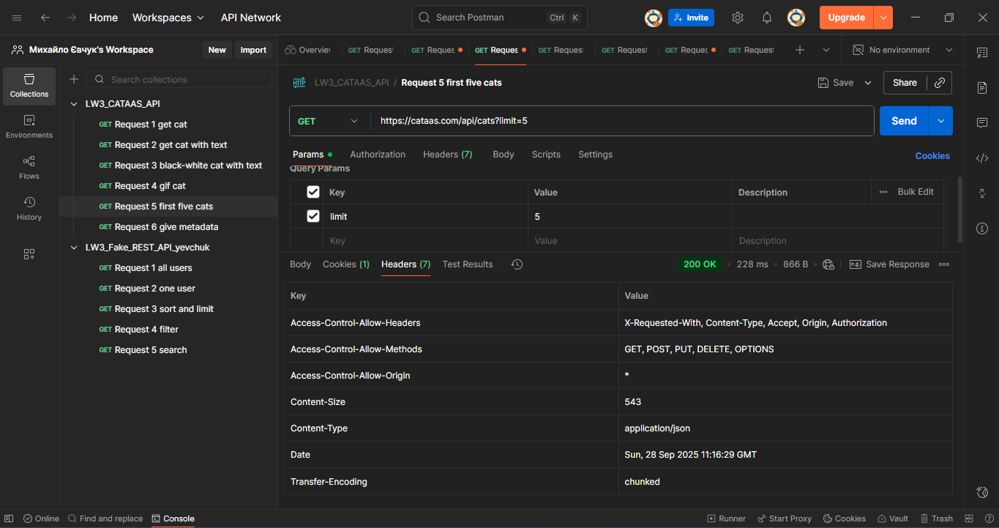 Home Workspaces API Network Search Postman Ctrl K Invite Upgrade
Михайло Євчук's Workspace New Import
Overview GET Request GET Reques GET Reques GET Request GET Request GET Reques GET Request No environment
Collections
Environments
Flows
History
Search collections
LW3_CATAAS_API
GET Request 1 get cat
GET Request 2 get cat with text
GET Request 3 black-white cat with text
GET Request 4 gif cat
GET Request 5 first five cats
GET Request 6 give metadata
LW3_Fake_REST_API_yevchuk
GET Request 1 all users
GET Request 2 one user
GET Request 3 sort and limit
GET Request 4 filter
GET Request 5 search
HTTP LW3_CATAAS_API / Request 5 first five cats Save Share
GET https://cataas.com/api/cats?limit=5 Send
Params Authorization Headers (7) Body Scripts Settings Cookies
Query Params
Key Value Description Bulk Edit
limit 5
Key Value Description
Body Cookies (1) Headers (7) Test Results 200 OK 228 ms 866 B e.g. Save Response
Key Value
Access-Control-Allow-Headers X-Requested-With, Content-Type, Accept, Origin, Authorization
Access-Control-Allow-Methods GET, POST, PUT, DELETE, OPTIONS
Access-Control-Allow-Origin *
Content-Size 543
Content-Type application/json
Date Sun, 28 Sep 2025 11:16:29 GMT
Transfer-Encoding chunked
Online Find and replace Console Runner Start Proxy Cookies Vault Trash